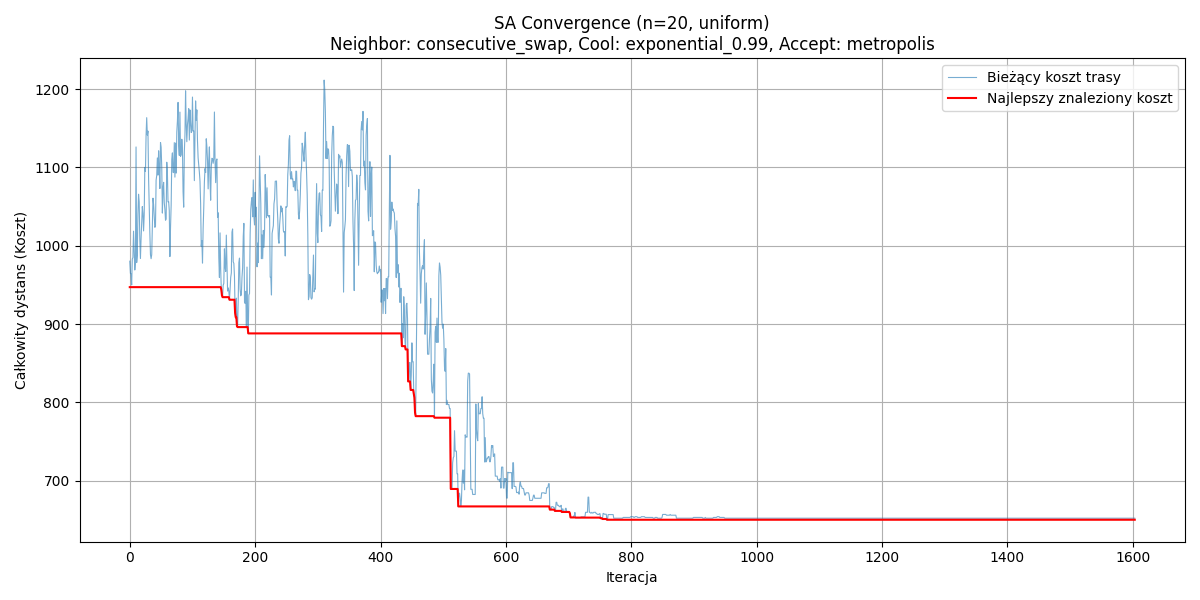 SA Convergence (n=20, uniform)
Neighbor: consecutive_swap, Cool: exponential_0.99, Accept: metropolis
Bieżący koszt trasy
Najlepszy znaleziony koszt
Całkowity dystans (Koszt)
1200
1100
1000
900
800
700
0 200 400 600 800 1000 1200 1400 1600
Iteracja